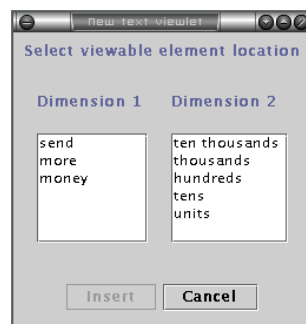 New text viewlet
Select viewable element location
Dimension 1
Dimension 2
send
more
money
ten thousands
thousands
hundreds
tens
units
Insert
Cancel